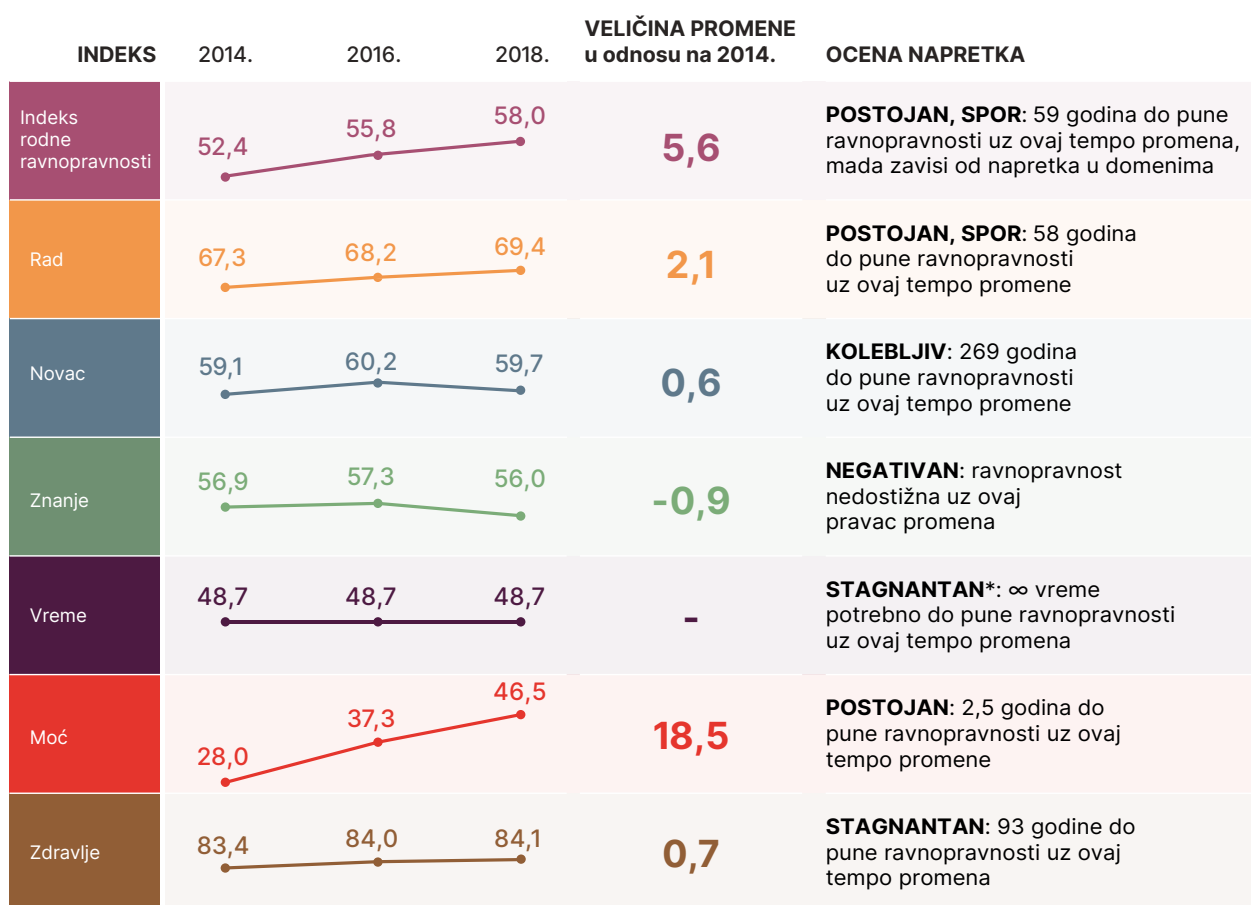 INDEKS 2014. 2016. 2018. VELIČINA PROMENE
u odnosu na 2014. OCENA NAPRETKA
Indeks
rodne
ravnopravnosti
52,4 55,8 58,0
5,6
POSTOJAN, SPOR: 59 godina do pune
ravnopravnosti uz ovaj tempo promena,
mada zavisi od napretka u domenima
Rad
67,3 68,2 69,4
2,1
POSTOJAN, SPOR: 58 godina
do pune ravnopravnosti
uz ovaj tempo promene
Novac
59,1 60,2 59,7
0,6
KOLEBLJIV: 269 godina
do pune ravnopravnosti
uz ovaj tempo promene
Znanje
56,9 57,3 56,0
-0,9
NEGATIVAN: ravnopravnost
nedostižna uz ovaj
pravac promena
Vreme
48,7 48,7 48,7
-
STAGNANTAN*: ∞ vreme
potrebno do pune ravnopravnosti
uz ovaj tempo promena
Moć
28,0 37,3 46,5
18,5
POSTOJAN: 2,5 godina do
pune ravnopravnosti uz ovaj
tempo promene
Zdravlje
83,4 84,0 84,1
0,7
STAGNANTAN: 93 godine do
pune ravnopravnosti uz ovaj
tempo promena